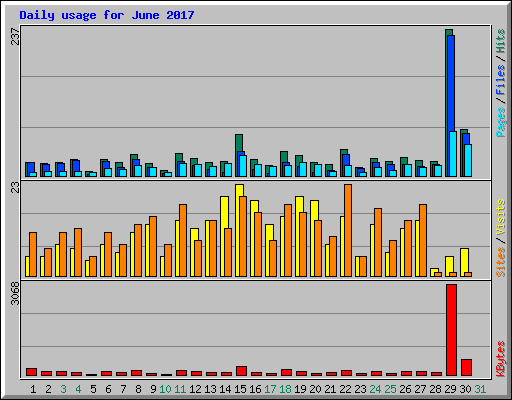 Daily usage for June 2017
237
Pages / Files / Hits
23
Sites / Visits
3068
KBytes
1 2 3 4 5 6 7 8 9 10 11 12 13 14 15 16 17 18 19 20 21 22 23 24 25 26 27 28 29 30 31